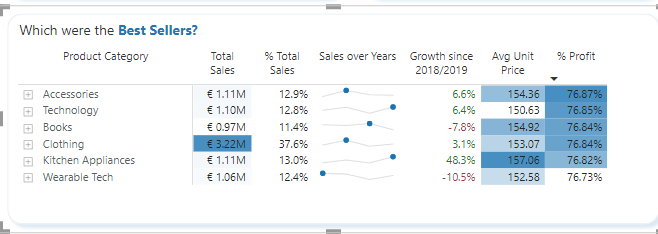 Which were the Best Sellers?
Product Category Total Sales % Total Sales Sales over Years Growth since 2018/2019 Avg Unit Price % Profit
Accessories € 1.11M 12.9% 6.6% 154.36 76.87%
Technology € 1.10M 12.8% 6.4% 150.63 76.85%
Books € 0.97M 11.4% -7.8% 154.92 76.84%
Clothing € 3.22M 37.6% 3.1% 153.07 76.84%
Kitchen Appliances € 1.11M 13.0% 48.3% 157.06 76.82%
Wearable Tech € 1.06M 12.4% -10.5% 152.58 76.73%